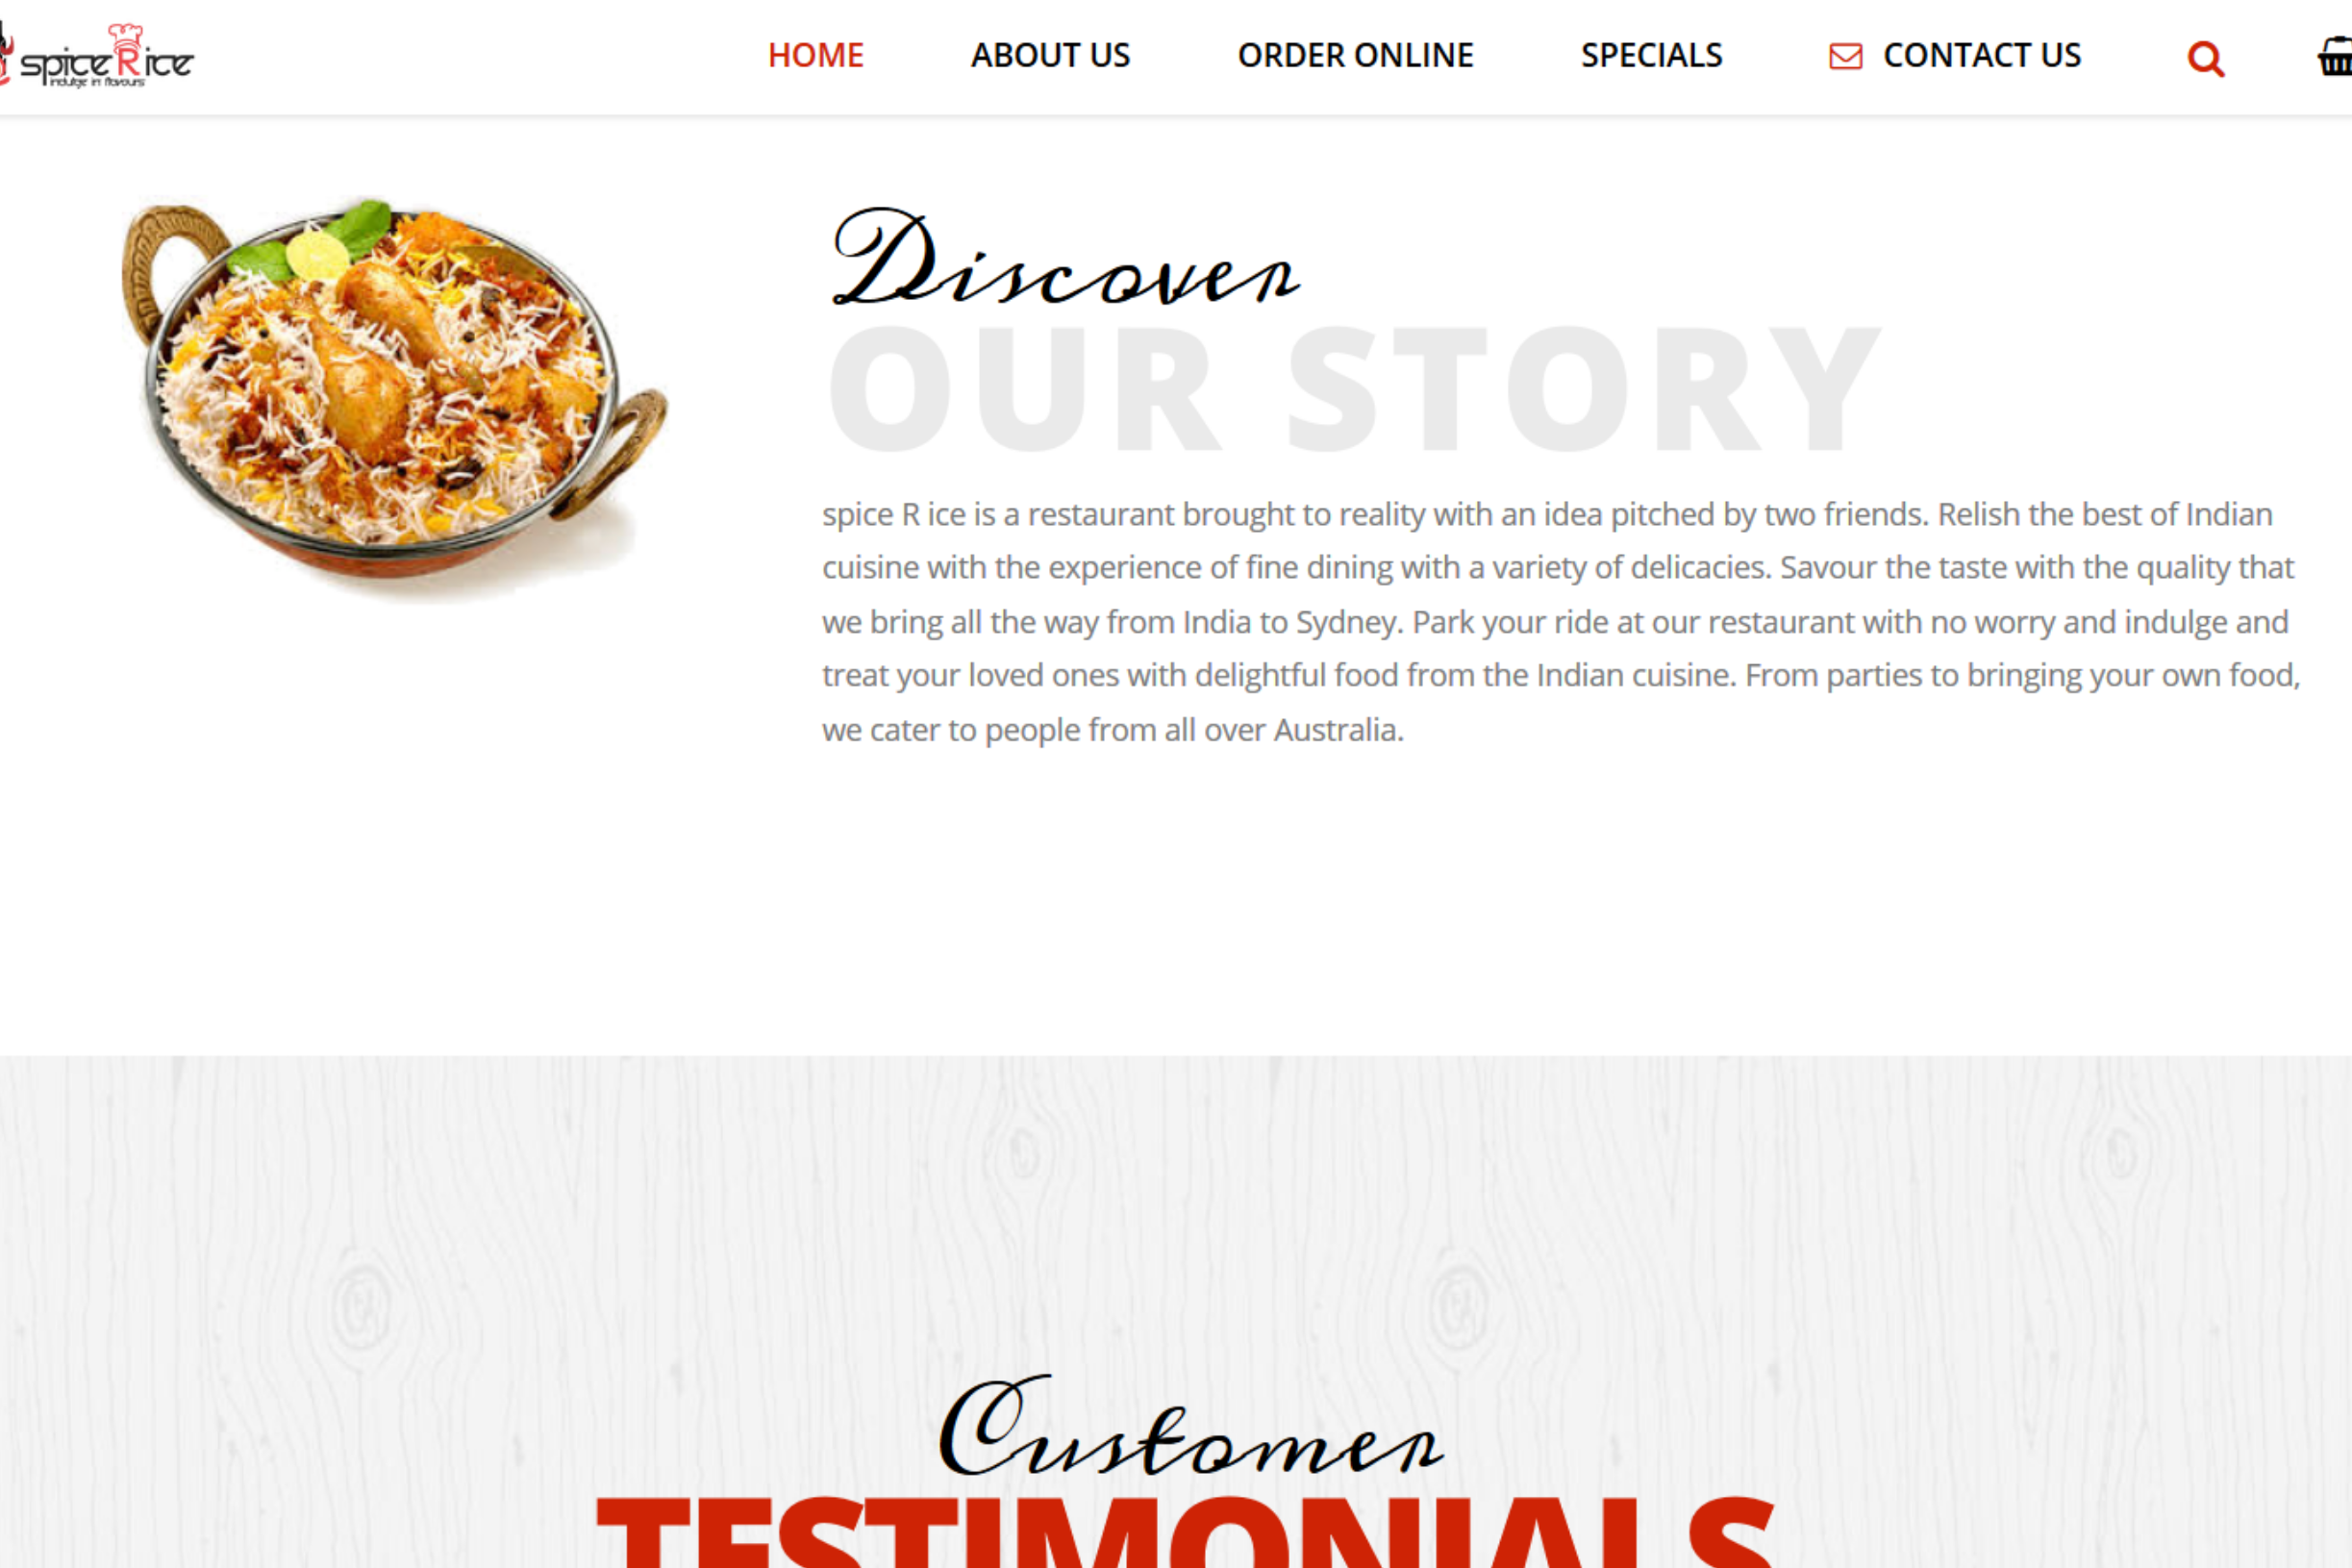 spice Rice
indulge in flavours
HOME ABOUT US ORDER ONLINE SPECIALS CONTACT US
Discover
OUR STORY
spice R ice is a restaurant brought to reality with an idea pitched by two friends. Relish the best of Indian
cuisine with the experience of fine dining with a variety of delicacies. Savour the taste with the quality that
we bring all the way from India to Sydney. Park your ride at our restaurant with no worry and indulge and
treat your loved ones with delightful food from the Indian cuisine. From parties to bringing your own food,
we cater to people from all over Australia.
Customer
TESTIMONIALS